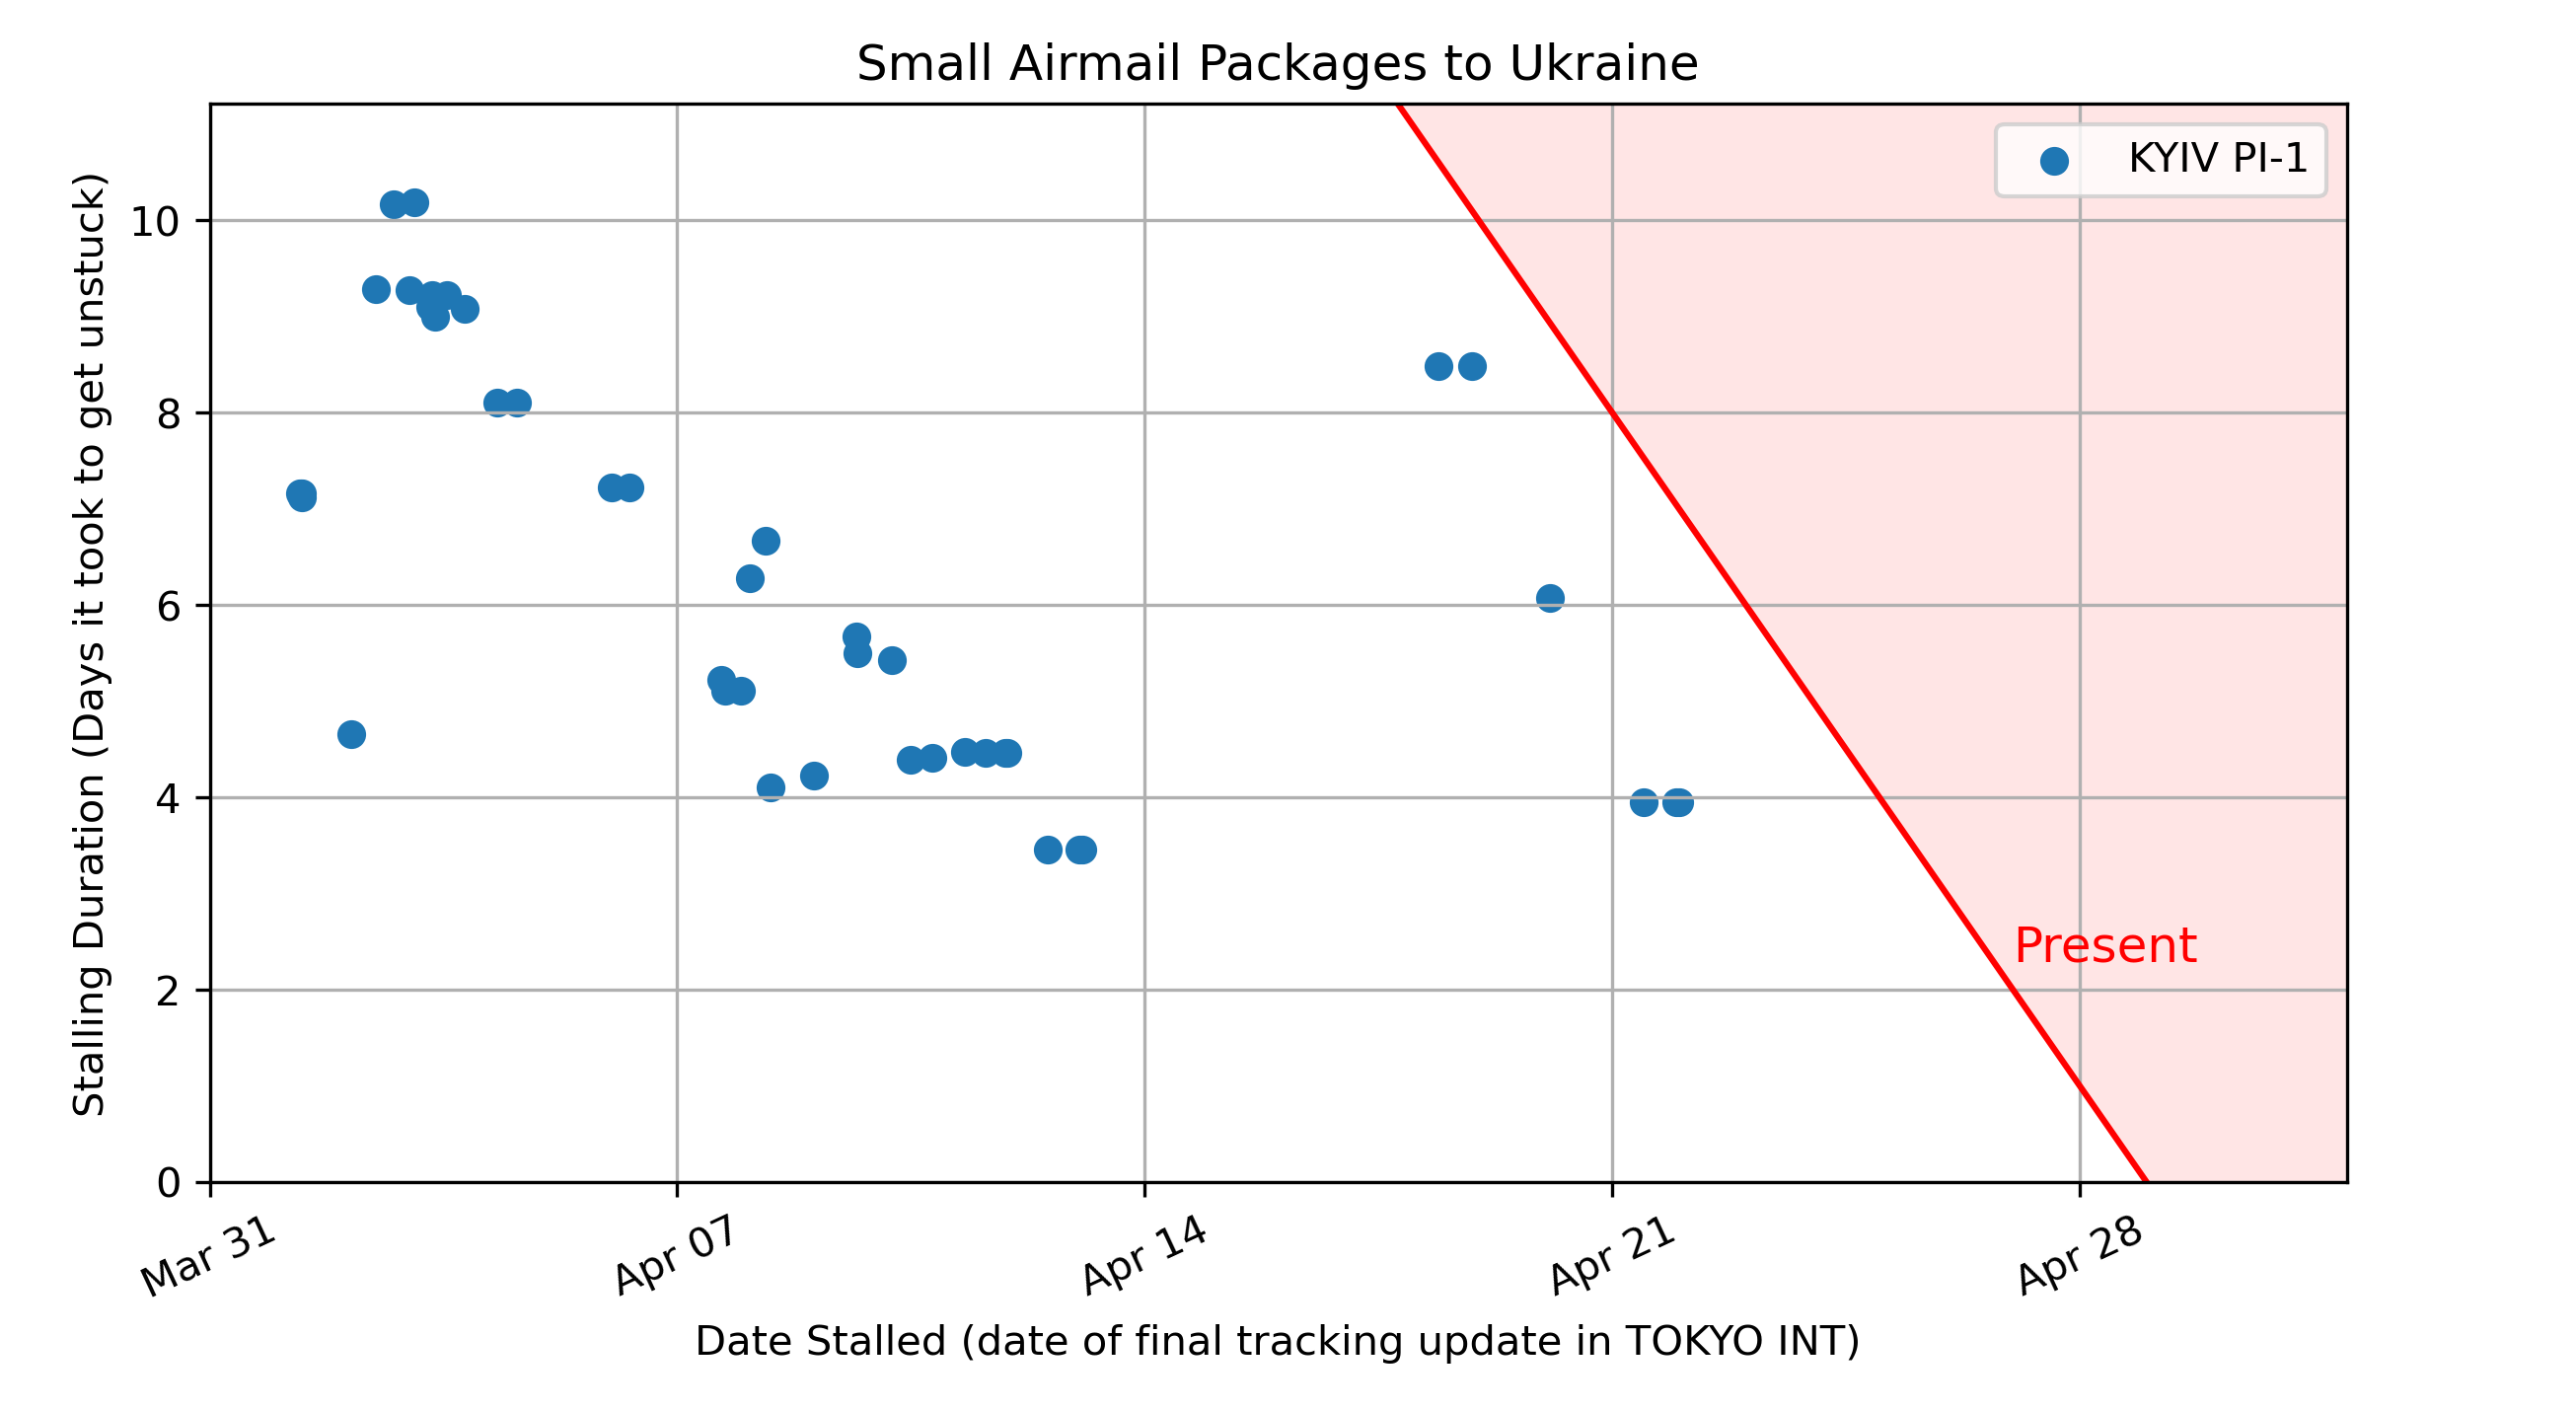 Small Airmail Packages to Ukraine
KYIV PI-1
Stalling Duration (Days it took to get unstuck)
10
8
6
4
2
0
Present
Mar 31
Apr 07
Apr 14
Apr 21
Apr 28
Date Stalled (date of final tracking update in TOKYO INT)